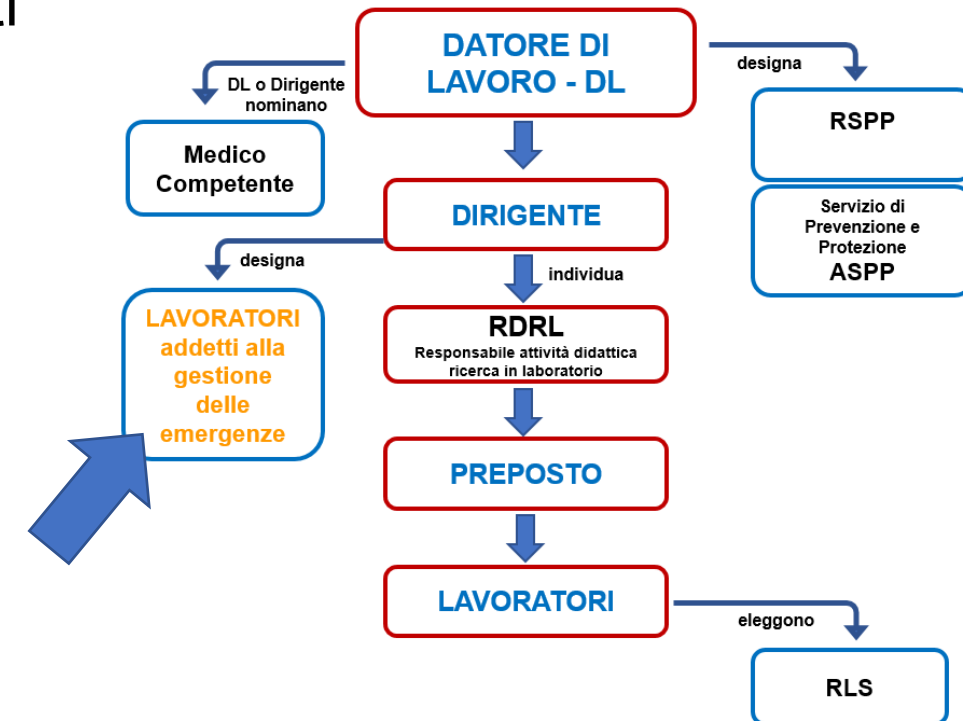 DATORE DI
LAVORO - DL
DL o Dirigente
nominano
designa
Medico
Competente
RSPP
Servizio di
Prevenzione e
Protezione
ASPP
DIRIGENTE
designa
individua
LAVORATORI
addetti alla
gestione
delle
emergenze
RDRL
Responsabile attività didattica
ricerca in laboratorio
PREPOSTO
LAVORATORI
eleggono
RLS